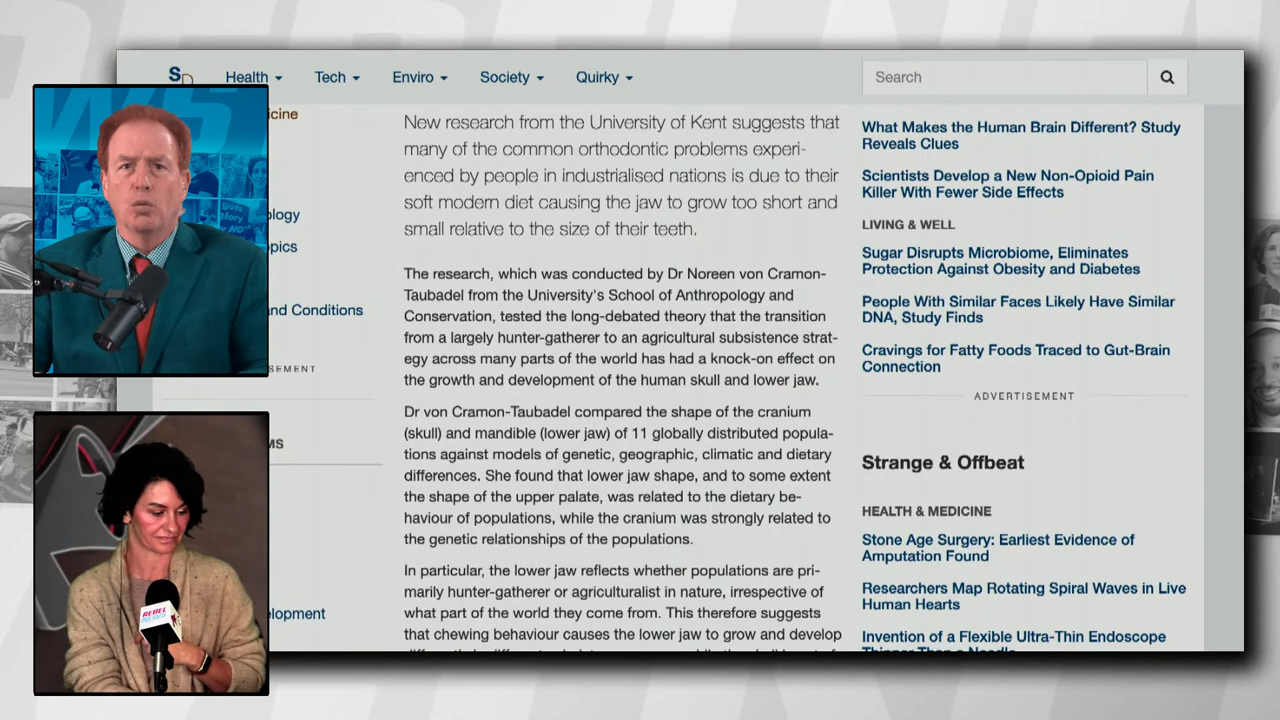 SD
Health
Tech
Enviro
Society
Quirky
Search
icine
ology
opics
and Conditions
SEMENT
MS
elopment
New research from the University of Kent suggests that
many of the common orthodontic problems experi-
enced by people in industrialised nations is due to their
soft modern diet causing the jaw to grow too short and
small relative to the size of their teeth.
The research, which was conducted by Dr Noreen von Cramon-
Taubadel from the University's School of Anthropology and
Conservation, tested the long-debated theory that the transition
from a largely hunter-gatherer to an agricultural subsistence strat-
egy across many parts of the world has had a knock-on effect on
the growth and development of the human skull and lower jaw.
Dr von Cramon-Taubadel compared the shape of the cranium
(skull) and mandible (lower jaw) of 11 globally distributed popula-
tions against models of genetic, geographic, climatic and dietary
differences. She found that lower jaw shape, and to some extent
the shape of the upper palate, was related to the dietary be-
haviour of populations, while the cranium was strongly related to
the genetic relationships of the populations.
In particular, the lower jaw reflects whether populations are pri-
marily hunter-gatherer or agriculturalist in nature, irrespective of
what part of the world they come from. This therefore suggests
that chewing behaviour causes the lower jaw to grow and develop
What Makes the Human Brain Different? Study
Reveals Clues
Scientists Develop a New Non-Opioid Pain
Killer With Fewer Side Effects
LIVING & WELL
Sugar Disrupts Microbiome, Eliminates
Protection Against Obesity and Diabetes
People With Similar Faces Likely Have Similar
DNA, Study Finds
Cravings for Fatty Foods Traced to Gut-Brain
Connection
ADVERTISEMENT
Strange & Offbeat
HEALTH & MEDICINE
Stone Age Surgery: Earliest Evidence of
Amputation Found
Researchers Map Rotating Spiral Waves in Live
Human Hearts
Invention of a Flexible Ultra-Thin Endoscope
Thinner Than a Needle
REBEL
NEWS